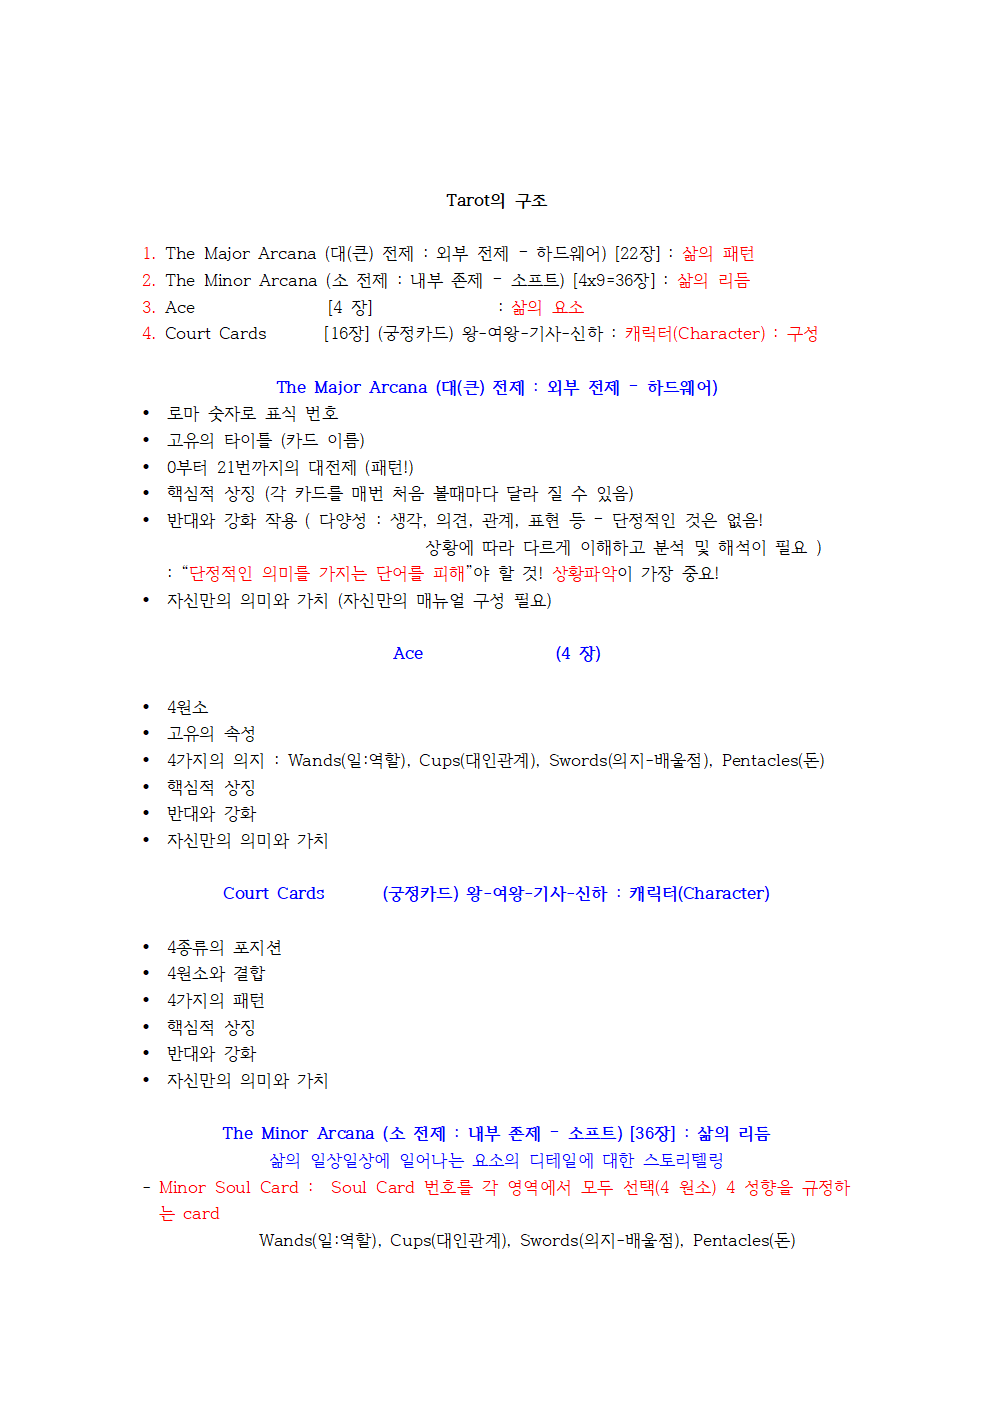 Tarot의 구조
1. The Major Arcana (대(큰) 전제 : 외부 전제 - 하드웨어) [22장] : 삶의 패턴
2. The Minor Arcana (소 전제 : 내부 존제 - 소프트) [4x9=36장] : 삶의 리듬
3. Ace [4 장] : 삶의 요소
4. Court Cards [16장] (궁정카드) 왕-여왕-기사-신하 : 캐릭터(Character) : 구성
The Major Arcana (대(큰) 전제 : 외부 전제 - 하드웨어)
• 로마 숫자로 표식 번호
• 고유의 타이틀 (카드 이름)
• 0부터 21번까지의 대전제 (패턴!)
• 핵심적 상징 (각 카드를 매번 처음 볼때마다 달라 질 수 있음)
• 반대와 강화 작용 ( 다양성 : 생각, 의견, 관계, 표현 등 - 단정적인 것은 없음!
상황에 따라 다르게 이해하고 분석 및 해석이 필요 )
: “단정적인 의미를 가지는 단어를 피해”야 할 것! 상황파악이 가장 중요!
• 자신만의 의미와 가치 (자신만의 매뉴얼 구성 필요)
Ace (4 장)
• 4원소
• 고유의 속성
• 4가지의 의지 : Wands(일:역할), Cups(대인관계), Swords(의지-배울점), Pentacles(돈)
• 핵심적 상징
• 반대와 강화
• 자신만의 의미와 가치
Court Cards (궁정카드) 왕-여왕-기사-신하 : 캐릭터(Character)
• 4종류의 포지션
• 4원소와 결합
• 4가지의 패턴
• 핵심적 상징
• 반대와 강화
• 자신만의 의미와 가치
The Minor Arcana (소 전제 : 내부 존제 - 소프트) [36장] : 삶의 리듬
삶의 일상일상에 일어나는 요소의 디테일에 대한 스토리텔링
- Minor Soul Card : Soul Card 번호를 각 영역에서 모두 선택(4 원소) 4 성향을 규정하
는 card
Wands(일:역할), Cups(대인관계), Swords(의지-배울점), Pentacles(돈)